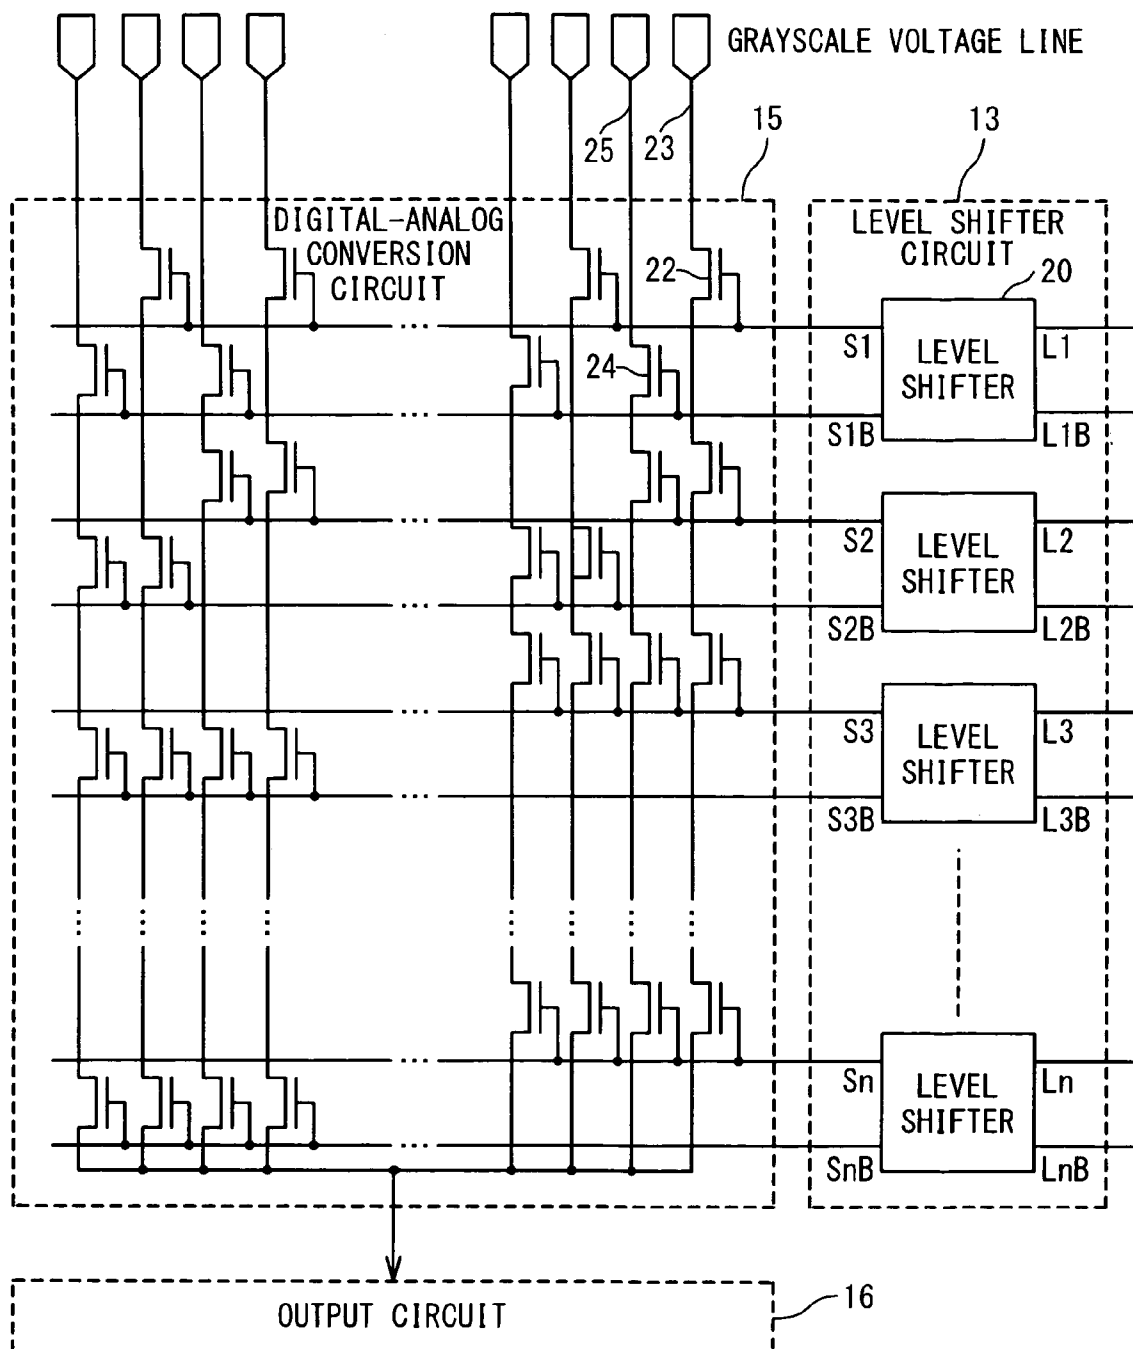 GRAYSCALE VOLTAGE LINE
25
23
15
13
DIGITAL-ANALOG
CONVERSION
CIRCUIT
LEVEL SHIFTER
CIRCUIT
22
20
...
...
S1
LEVEL
SHIFTER
L1
24
...
...
S1B
L1B
...
...
S2
LEVEL
SHIFTER
L2
...
...
S2B
L2B
...
...
S3
LEVEL
SHIFTER
L3
...
...
S3B
L3B
...
...
Sn
LEVEL
SHIFTER
Ln
...
...
SnB
LnB
OUTPUT CIRCUIT
16